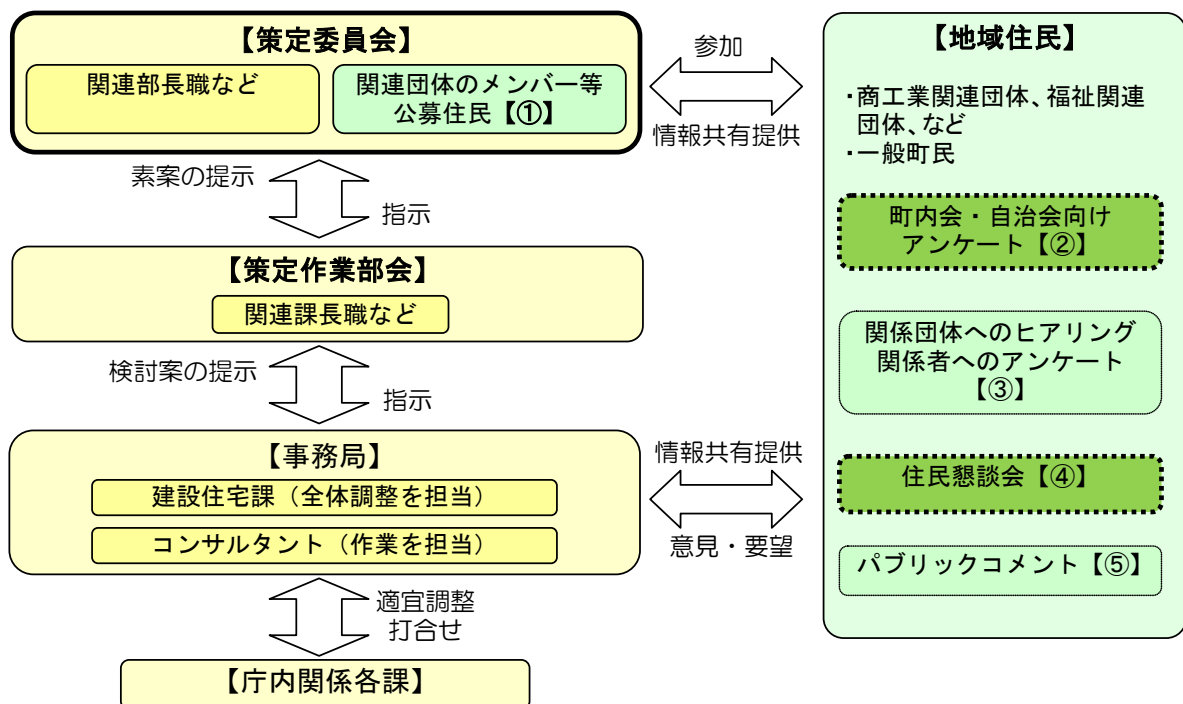 【策定委員会】
関連部長職など
関連団体のメンバー等
公募住民【①】
参加
情報共有提供
素案の提示
指示
【策定作業部会】
関連課長職など
検討案の提示
指示
【事務局】
建設住宅課（全体調整を担当）
コンサルタント（作業を担当）
情報共有提供
意見・要望
適宜調整
打合せ
【庁内関係各課】
【地域住民】
・商工業関連団体、福祉関連
団体、など
・一般町民
町内会・自治会向け
アンケート【②】
関係団体へのヒアリング
関係者へのアンケート
【③】
住民懇談会【④】
パブリックコメント【⑤】